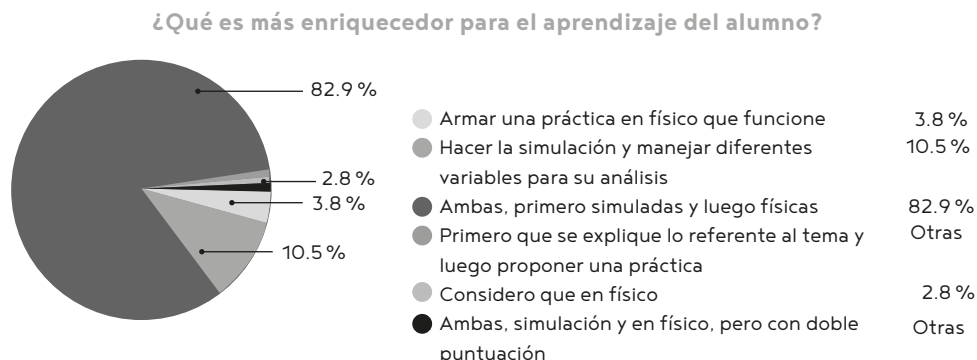 ¿Qué es más enriquecedor para el aprendizaje del alumno?
82.9 %
2.8 %
3.8 %
10.5 %
Armar una práctica en físico que funcione 3.8 %
Hacer la simulación y manejar diferentes 10.5 %
variables para su análisis
Ambas, primero simuladas y luego físicas 82.9 %
Primero que se explique lo referente al tema y Otras
luego proponer una práctica
Considero que en físico 2.8 %
Ambas, simulación y en físico, pero con doble Otras
puntuación